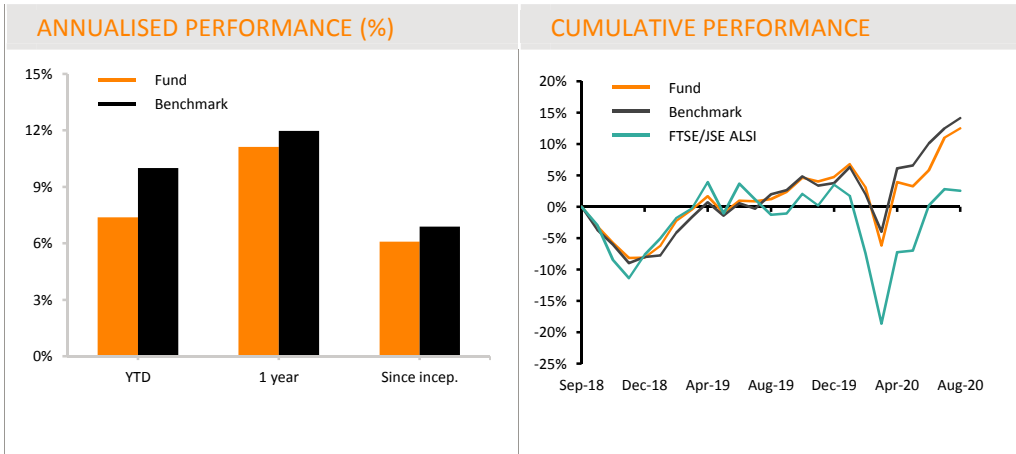 ANNUALISED PERFORMANCE (%)
15%
12%
9%
6%
3%
0%
Fund
Benchmark
YTD
1 year
Since incep.
CUMULATIVE PERFORMANCE
20%
15%
10%
5%
0%
-5%
-10%
-15%
-20%
-25%
Fund
Benchmark
FTSE/JSE ALSI
Sep-18
Dec-18
Apr-19
Aug-19
Dec-19
Apr-20
Aug-20